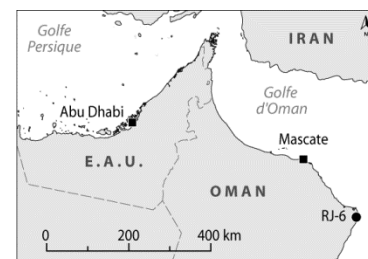 Golfe
Persique
IRAN
N
Abu Dhabi
Golfe
d'Oman
Mascate
E.A.U.
OMAN
RJ-6
0 200 400 km